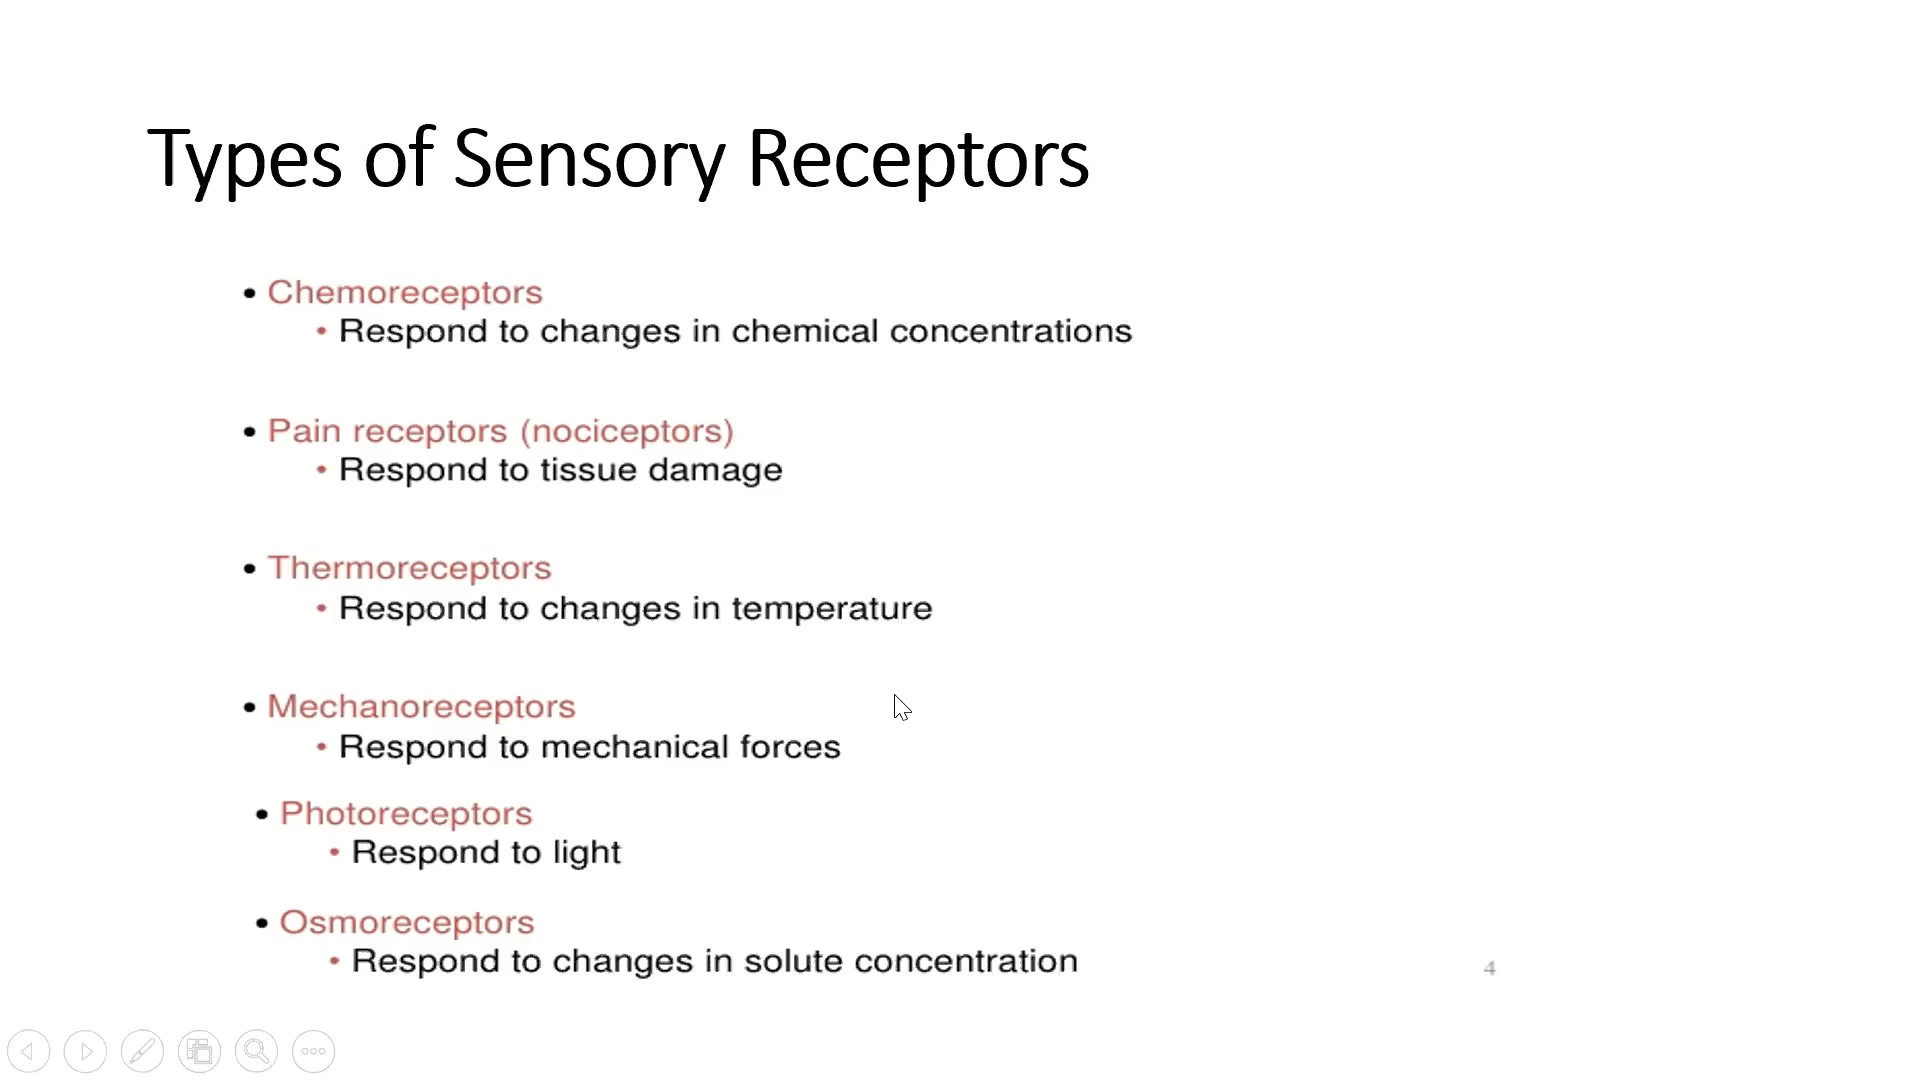 Types of Sensory Receptors
• Chemoreceptors
• Respond to changes in chemical concentrations
• Pain receptors (nociceptors)
• Respond to tissue damage
• Thermoreceptors
• Respond to changes in temperature
• Mechanoreceptors
• Respond to mechanical forces
• Photoreceptors
• Respond to light
• Osmoreceptors
• Respond to changes in solute concentration
4